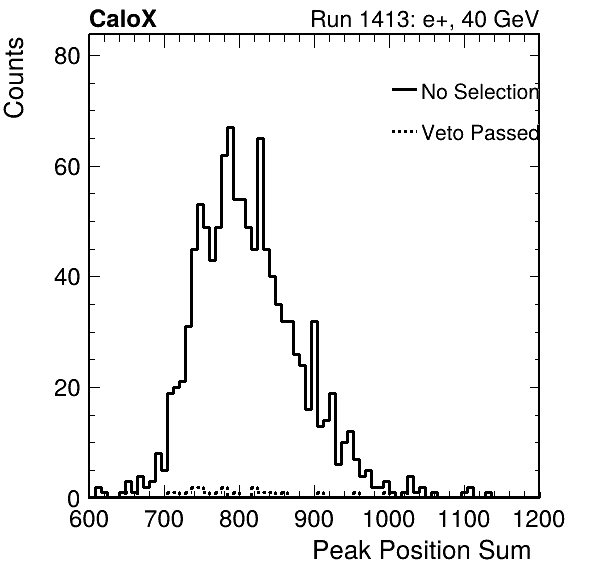 CaloX Run 1413: e+, 40 GeV
Counts
80
60
40
20
0
No Selection
Veto Passed
600 700 800 900 1000 1100 1200
Peak Position Sum